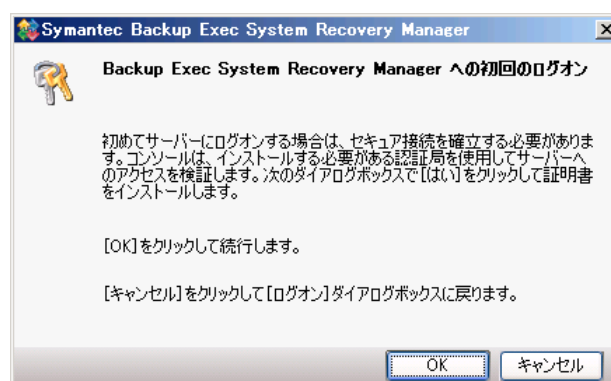 Symantec Backup Exec System Recovery Manager
Backup Exec System Recovery Manager への初回のログオン
初めてサーバーにログオンする場合は、セキュア接続を確立する必要がありま
す。コンソールは、インストールする必要がある認証局を使用してサーバーへ
のアクセスを検証します。次のダイアログボックスで[はい]をクリックして証明書
をインストールします。
[OK]をクリックして続行します。
[キャンセル]をクリックして[ログオン]ダイアログボックスに戻ります。
OK キャンセル